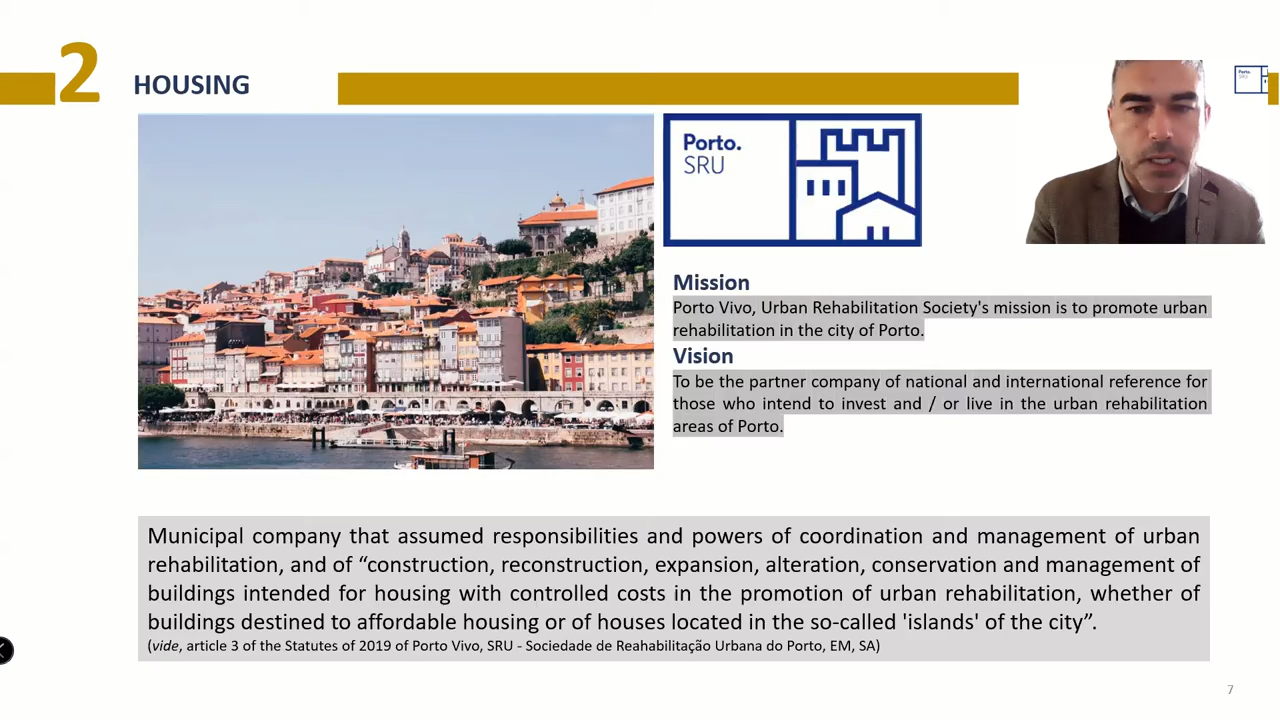 2
HOUSING
Porto.
SRU
Porto.
SRU
Mission
Porto Vivo, Urban Rehabilitation Society's mission is to promote urban
rehabilitation in the city of Porto.
Vision
To be the partner company of national and international reference for
those who intend to invest and / or live in the urban rehabilitation
areas of Porto.
Municipal company that assumed responsibilities and powers of coordination and management of urban
rehabilitation, and of “construction, reconstruction, expansion, alteration, conservation and management of
buildings intended for housing with controlled costs in the promotion of urban rehabilitation, whether of
buildings destined to affordable housing or of houses located in the so-called 'islands' of the city”.
(vide, article 3 of the Statutes of 2019 of Porto Vivo, SRU - Sociedade de Reahabilitação Urbana do Porto, EM, SA)
7